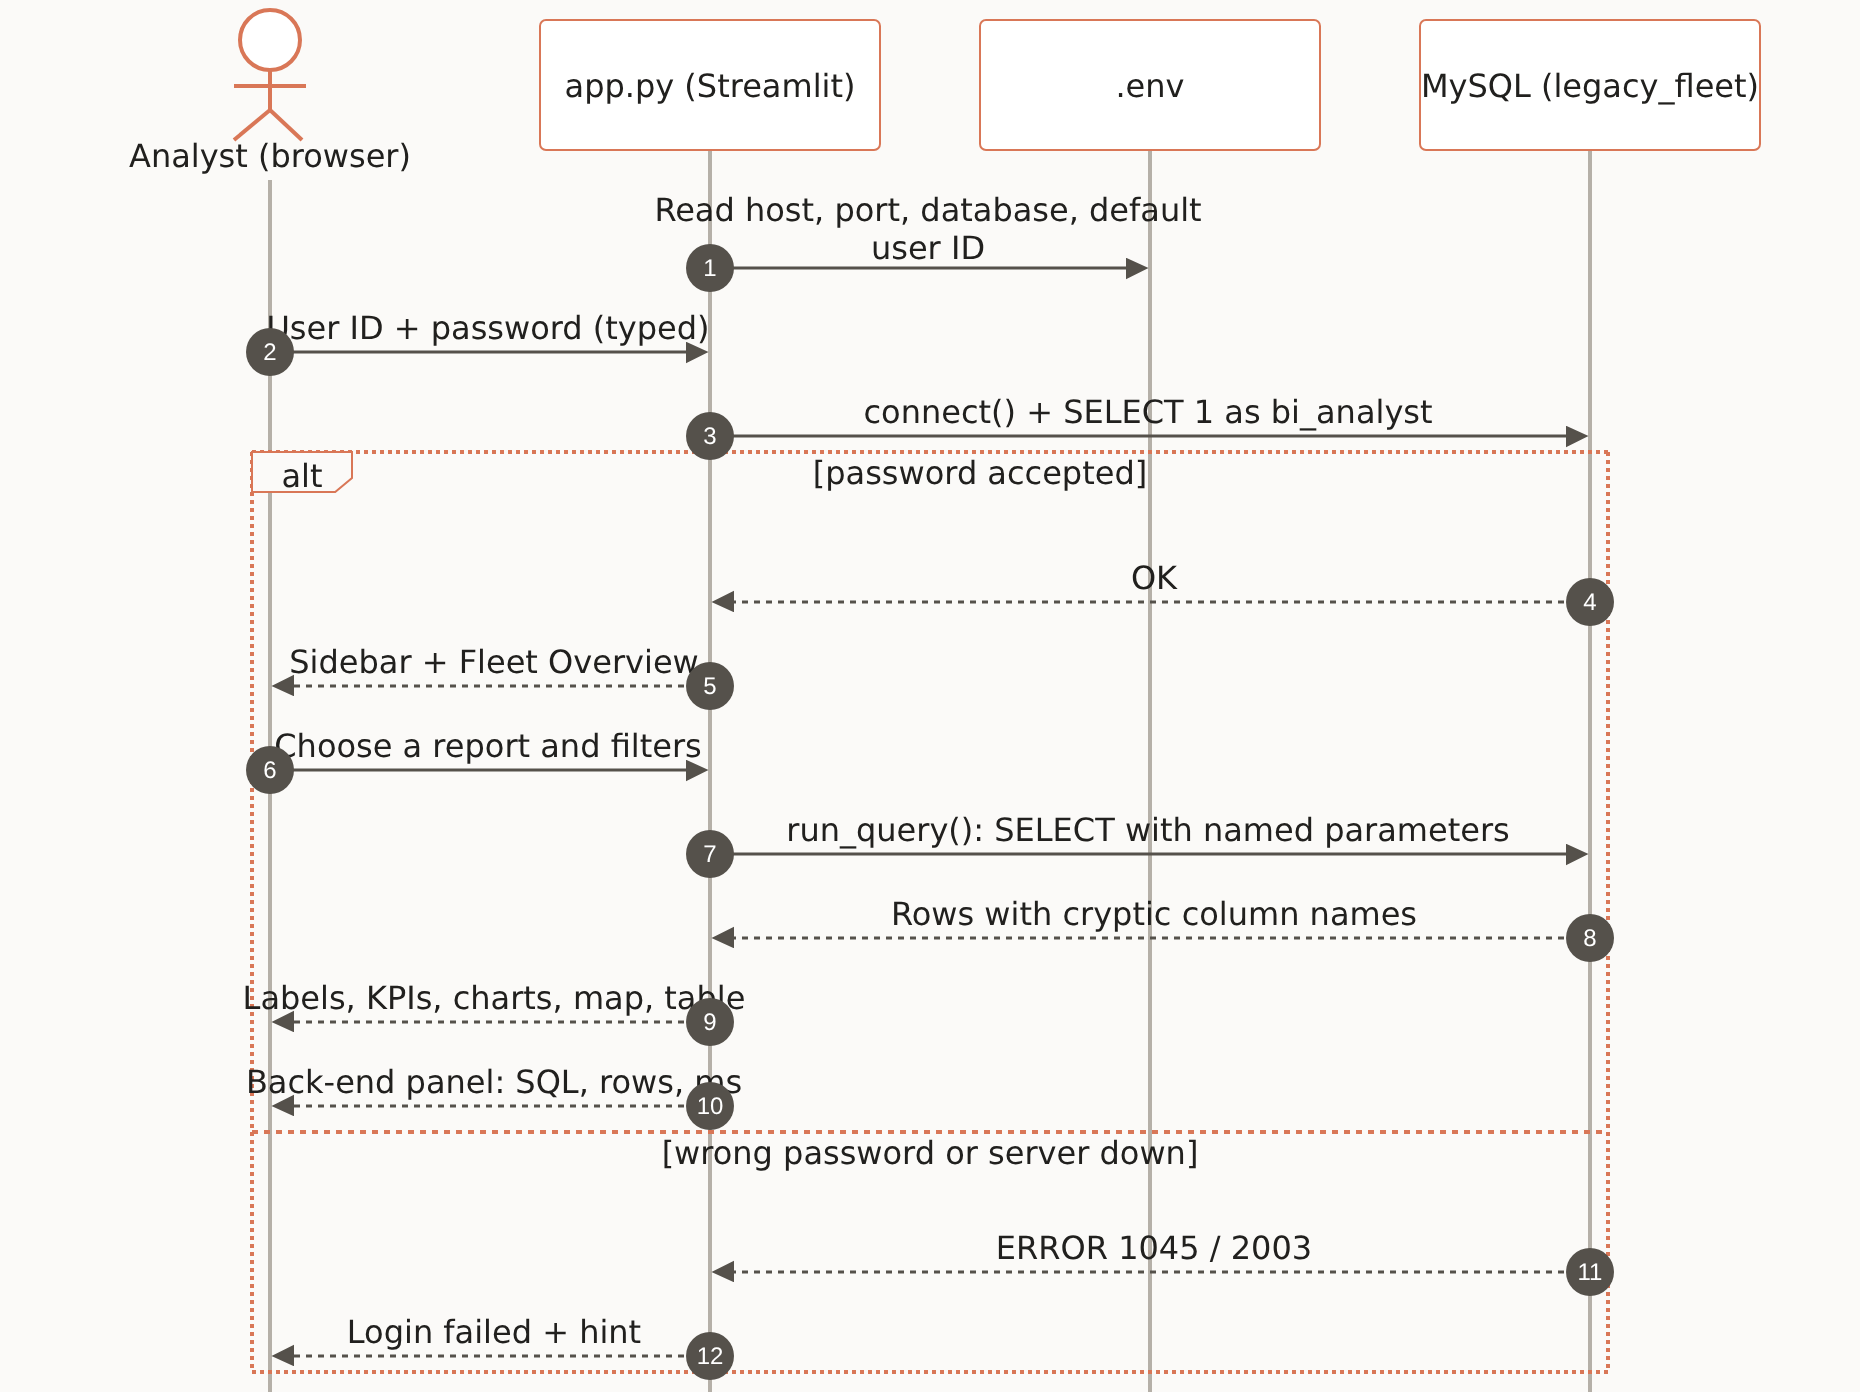 Analyst (browser)
app.py (Streamlit)
.env
MySQL (legacy_fleet)
Read host, port, database, default
user ID
1
User ID + password (typed)
2
connect() + SELECT 1 as bi_analyst
3
alt
[password accepted]
OK
4
Sidebar + Fleet Overview
5
Choose a report and filters
6
run_query(): SELECT with named parameters
7
Rows with cryptic column names
8
Labels, KPIs, charts, map, table
9
Back-end panel: SQL, rows, ms
10
[wrong password or server down]
ERROR 1045 / 2003
11
Login failed + hint
12